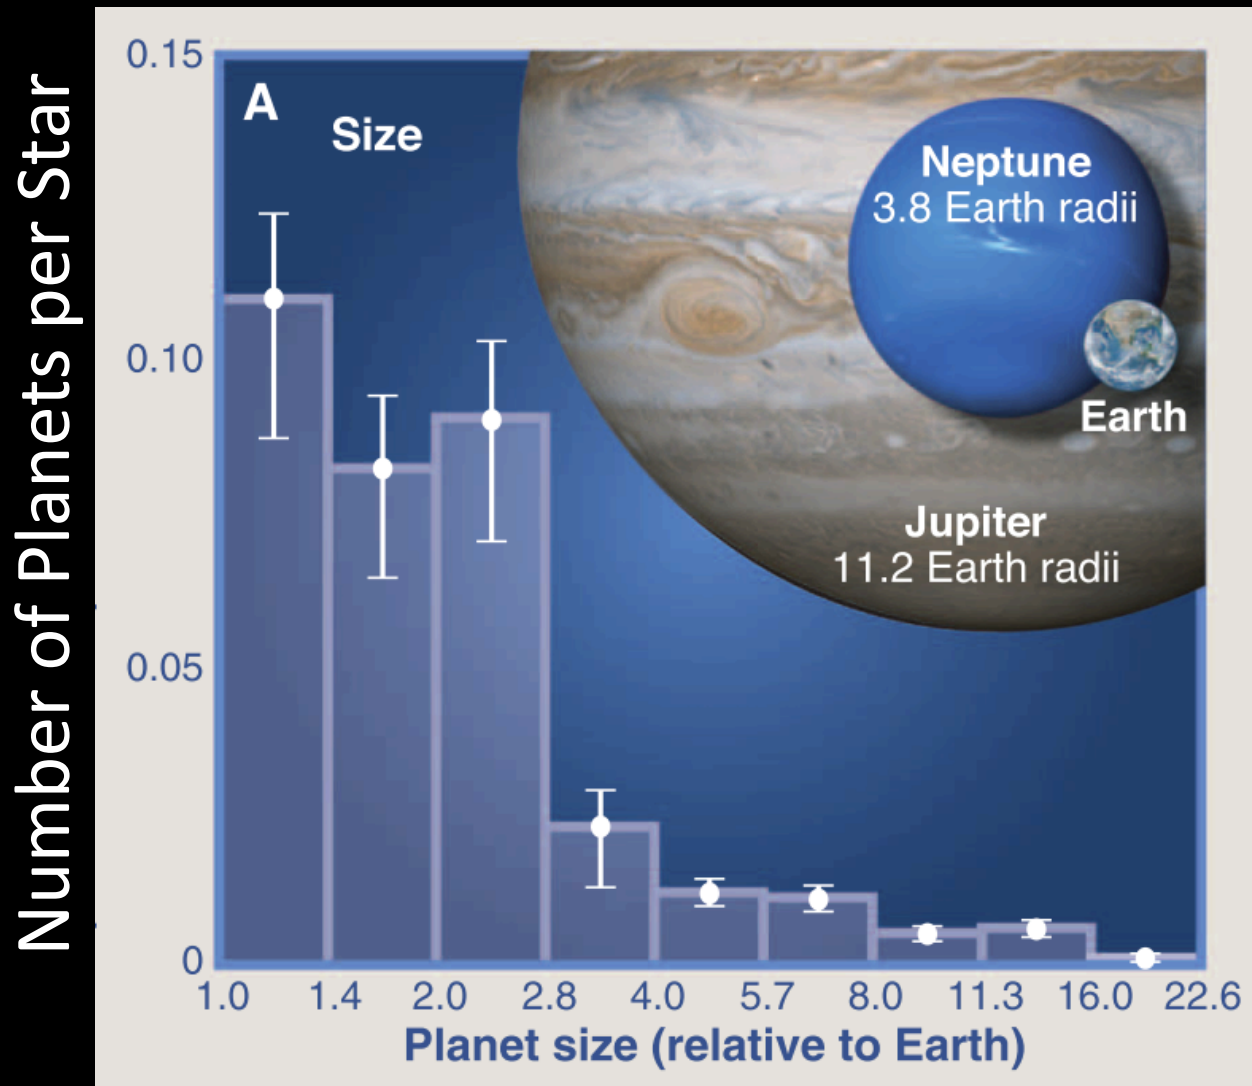 Number of Planets per Star
0.15
0.10
0.05
0
A
Size
Neptune
3.8 Earth radii
Earth
Jupiter
11.2 Earth radii
1.0 1.4 2.0 2.8 4.0 5.7 8.0 11.3 16.0 22.6
Planet size (relative to Earth)